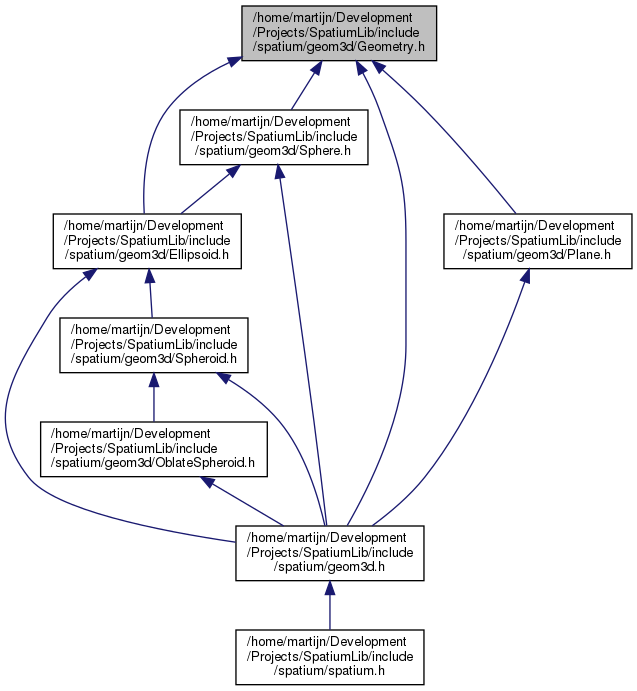 /home/martijn/Development
/Projects/SpatiumLib/include
/spatium/geom3d/Geometry.h
/home/martijn/Development
/Projects/SpatiumLib/include
/spatium/geom3d/Sphere.h
/home/martijn/Development
/Projects/SpatiumLib/include
/spatium/geom3d/Ellipsoid.h
/home/martijn/Development
/Projects/SpatiumLib/include
/spatium/geom3d/Plane.h
/home/martijn/Development
/Projects/SpatiumLib/include
/spatium/geom3d/Spheroid.h
/home/martijn/Development
/Projects/SpatiumLib/include
/spatium/geom3d/OblateSpheroid.h
/home/martijn/Development
/Projects/SpatiumLib/include
/spatium/geom3d.h
/home/martijn/Development
/Projects/SpatiumLib/include
/spatium/spatium.h